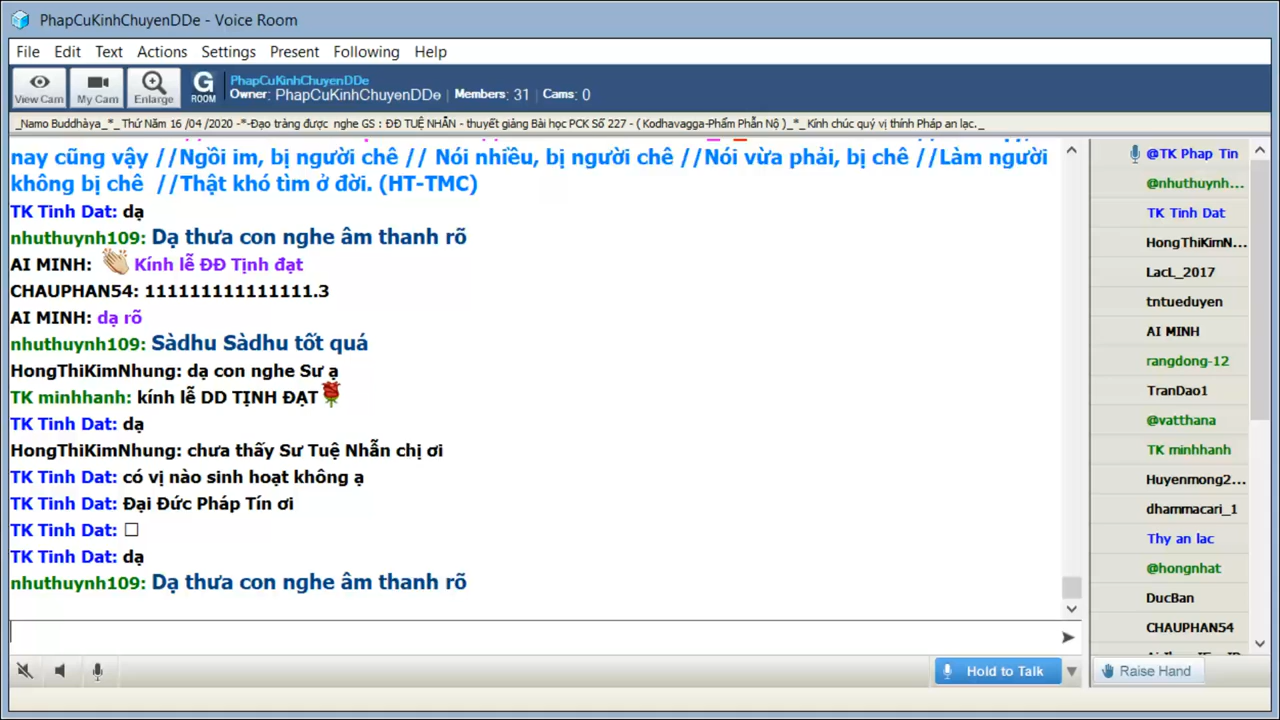 PhapCuKinhChuyenDDe - Voice Room
File Edit Text Actions Settings Present Following Help
View Cam My Cam Enlarge G ROOM
PhapCuKinhChuyenDDe
Owner: PhapCuKinhChuyenDDe Members: 31 Cams: 0
_Namo Buddhàya_*_ Thứ Năm 16 /04 /2020 -*-Đạo tràng được nghe GS : ĐĐ TUỆ NHẪN - thuyết giảng Bài học PCK Số 227 - ( Kodhavagga-Phẩm Phẫn Nộ )_*_ Kính chúc quý vị thính Pháp an lạc._
nay cũng vậy //Ngồi im, bị người chê // Nói nhiều, bị người chê //Nói vừa phải, bị chê //Làm người
không bị chê //Thật khó tìm ở đời. (HT-TMC)
TK Tinh Dat: dạ
nhuthuynh109: Dạ thưa con nghe âm thanh rõ
AI MINH: Kính lễ ĐĐ Tịnh đạt
CHAUPHAN54: 111111111111111.3
AI MINH: dạ rõ
nhuthuynh109: Sàdhu Sàdhu tốt quá
HongThiKimNhung: dạ con nghe Sư ạ
TK minhhanh: kính lễ DD TỊNH ĐẠT
TK Tinh Dat: dạ
HongThiKimNhung: chưa thấy Sư Tuệ Nhẫn chị ơi
TK Tinh Dat: có vị nào sinh hoạt không ạ
TK Tinh Dat: Đại Đức Pháp Tín ơi
TK Tinh Dat: □
TK Tinh Dat: dạ
nhuthuynh109: Dạ thưa con nghe âm thanh rõ
@TK Phap Tin
@nhuthuynh...
TK Tinh Dat
HongThiKimN...
LacL_2017
tntueduyen
AI MINH
rangdong-12
TranDao1
@vatthana
TK minhhanh
Huyenmong2...
dhammacari_1
Thy an lac
@hongnhat
DucBan
CHAUPHAN54
Hold to Talk
Raise Hand